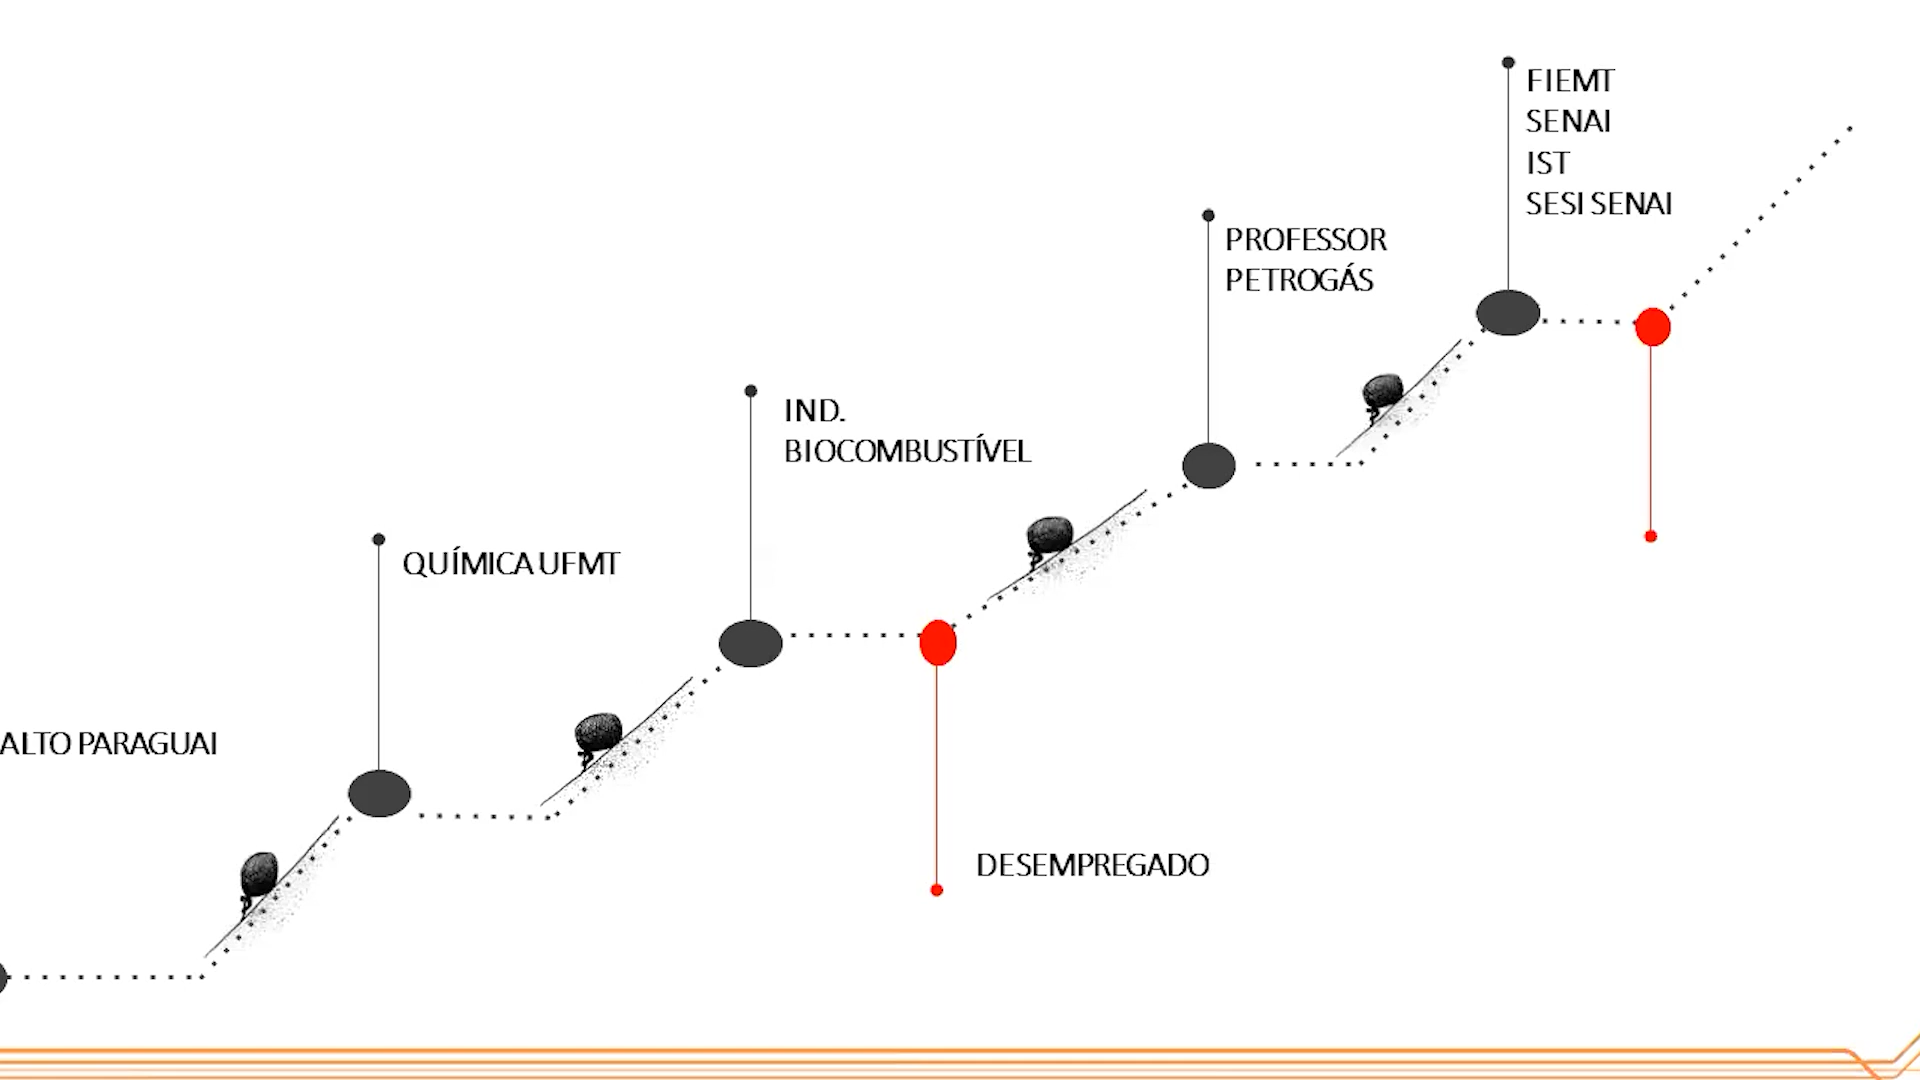 ALTO PARAGUAI
QUÍMICA UFMT
IND.
BIOCOMBUSTÍVEL
DESEMPREGADO
PROFESSOR
PETROGÁS
FIEMT
SENAI
IST
SESI SENAI